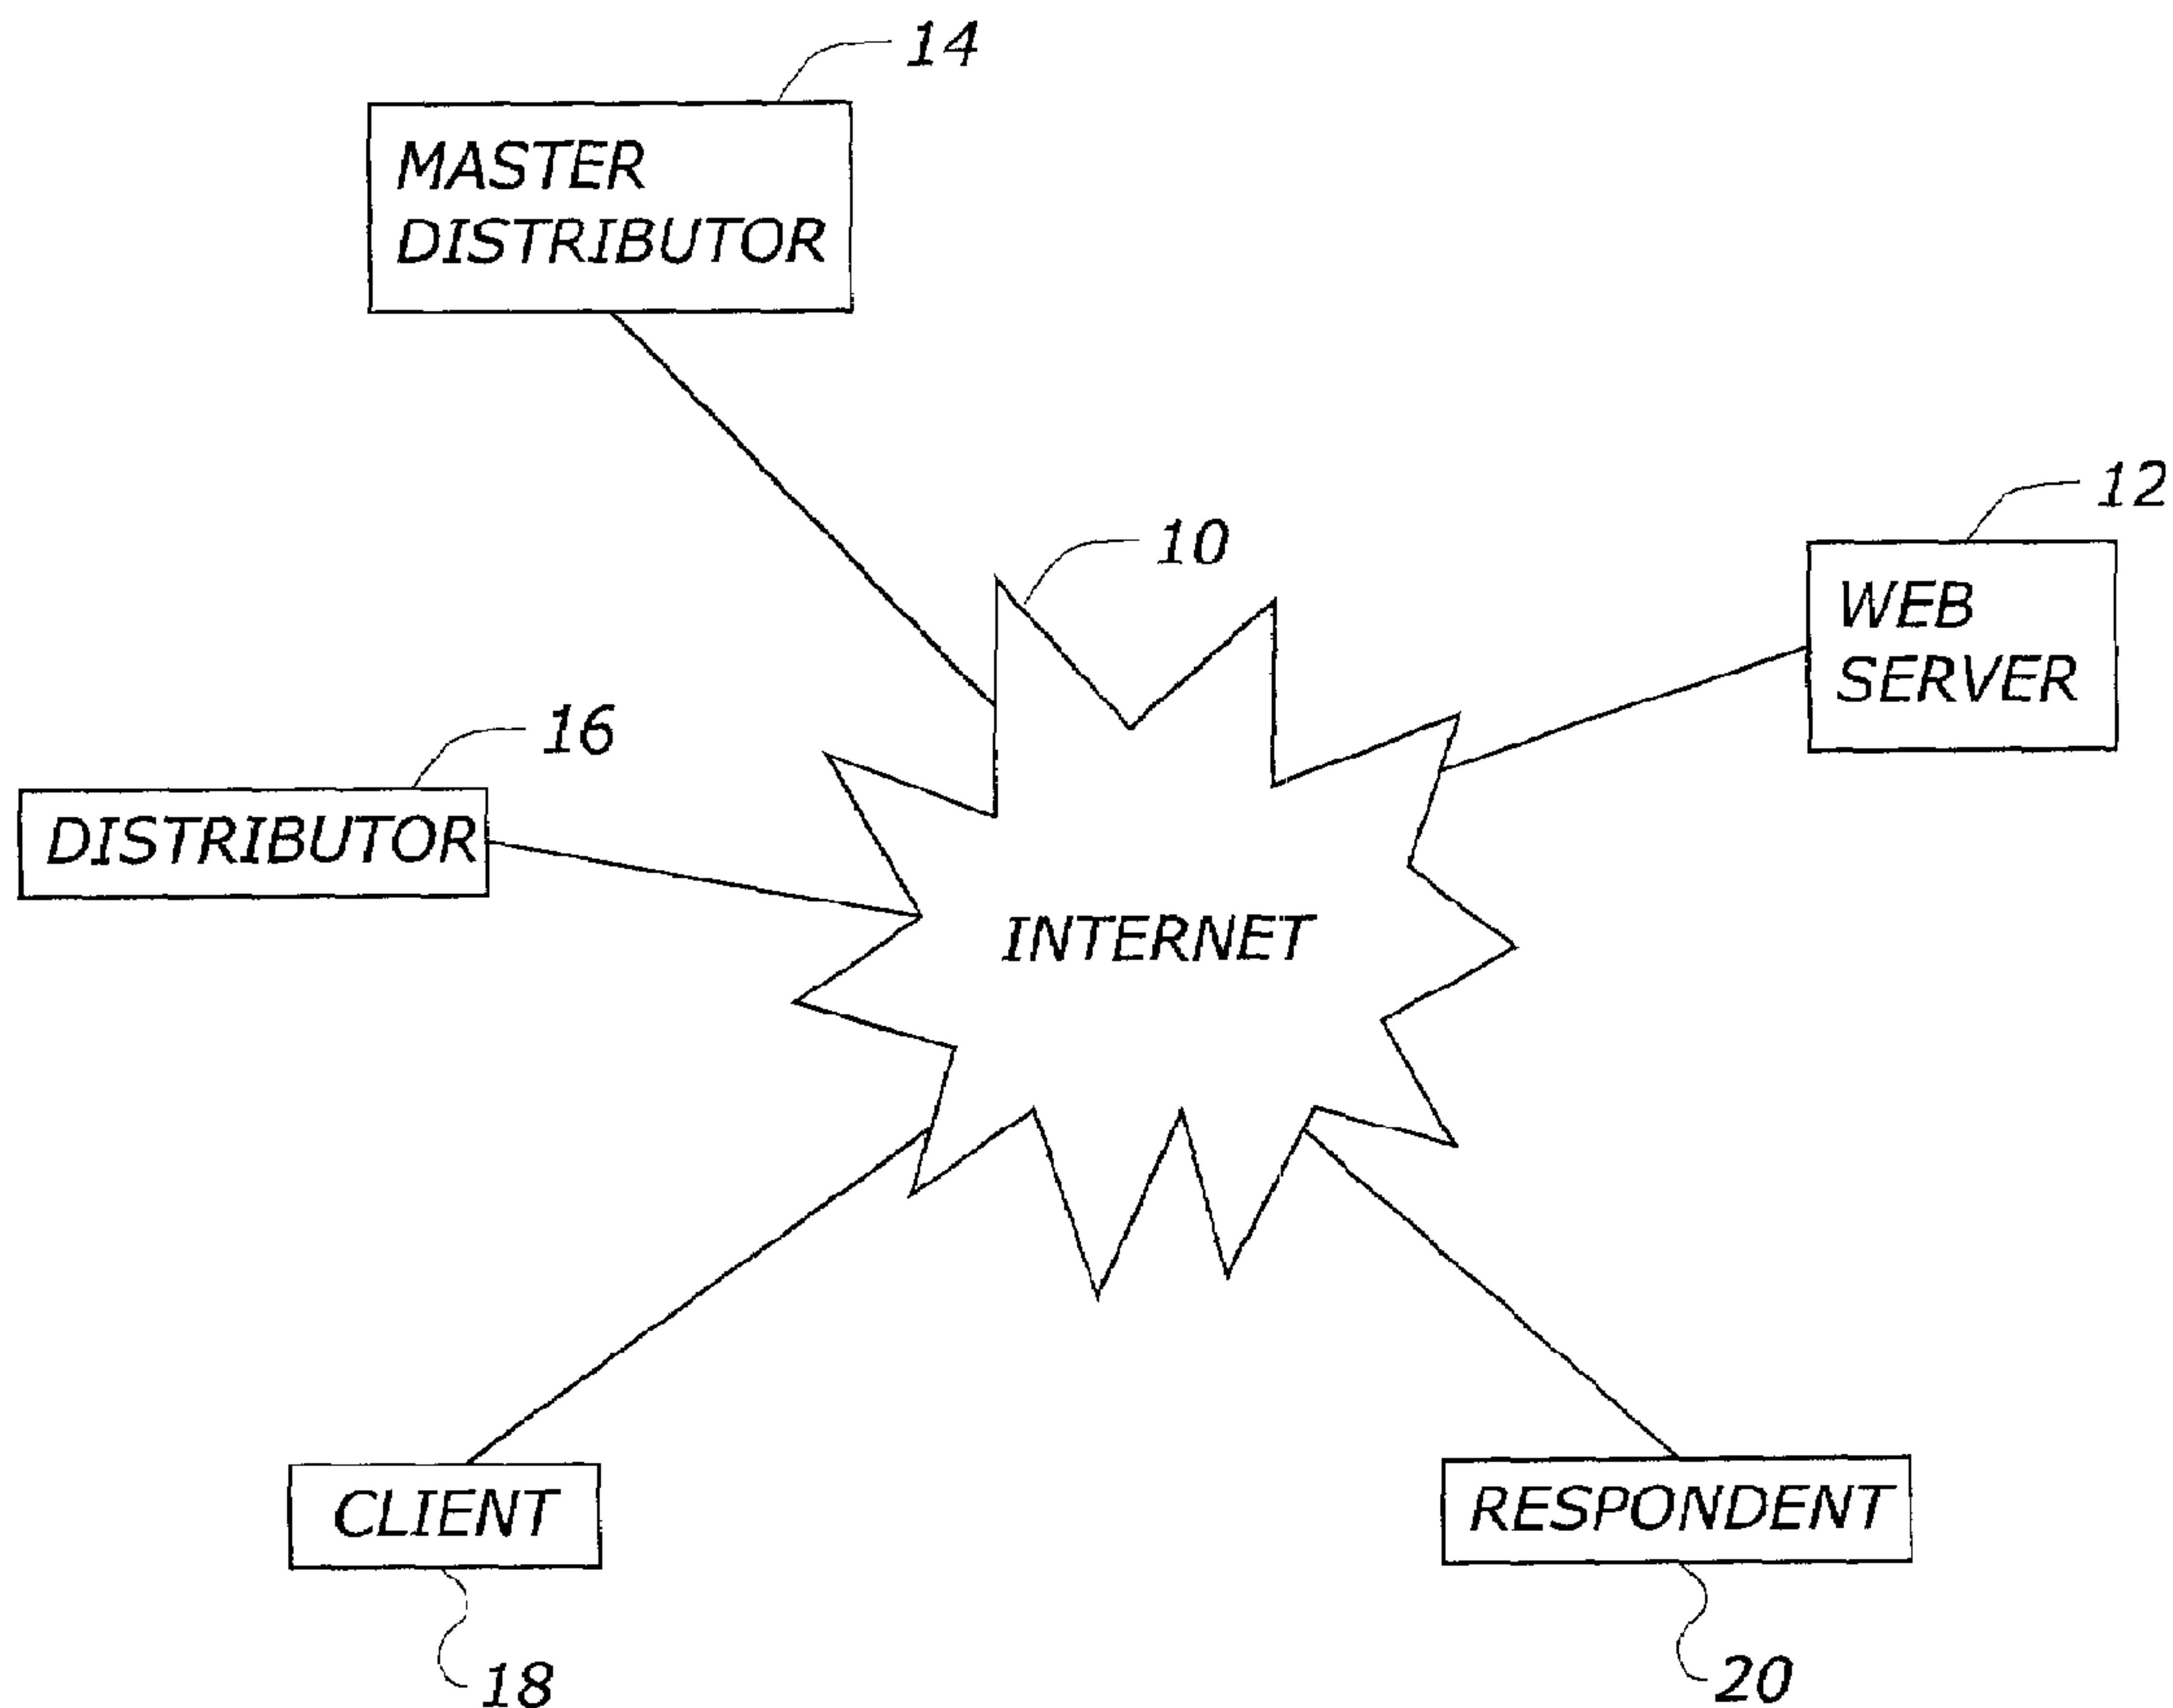 14
MASTER
DISTRIBUTOR
12
10
WEB
SERVER
16
DISTRIBUTOR
INTERNET
CLIENT
RESPONDENT
18
20